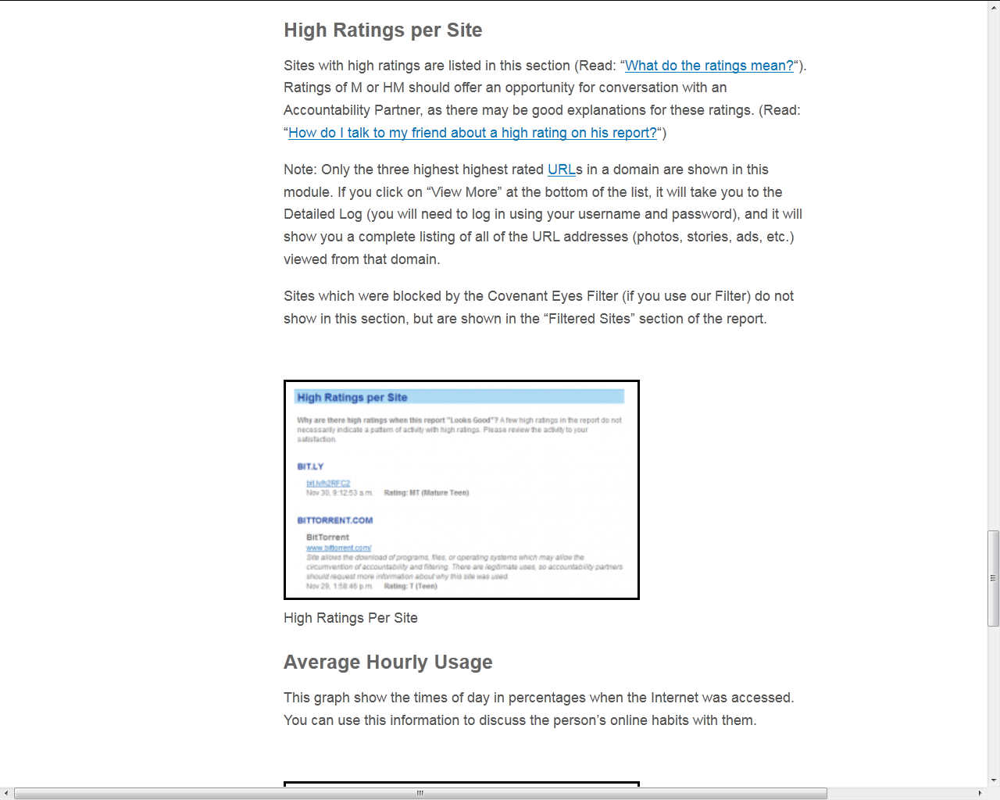 High Ratings per Site
Sites with high ratings are listed in this section (Read: “What do the ratings mean?“).
Ratings of M or HM should offer an opportunity for conversation with an
Accountability Partner, as there may be good explanations for these ratings. (Read:
“How do I talk to my friend about a high rating on his report?“)
Note: Only the three highest highest rated URLs in a domain are shown in this
module. If you click on “View More” at the bottom of the list, it will take you to the
Detailed Log (you will need to log in using your username and password), and it will
show you a complete listing of all of the URL addresses (photos, stories, ads, etc.)
viewed from that domain.
Sites which were blocked by the Covenant Eyes Filter (if you use our Filter) do not
show in this section, but are shown in the “Filtered Sites” section of the report.
High Ratings per Site
Why are there high ratings when this report "Looks Good"? A few high ratings in the report do not
necessarily indicate a pattern of activity with high ratings. Please review the activity to your
satisfaction.
BIT.LY
Nov 30, 9:12:53 a.m. Rating: MT (Mature Teen)
BITTORRENT.COM
BitTorrent
www.bittorrent.com/
Site allows the download of programs, files, or operating systems which may allow the
circumvention of accountability and filtering. There are legitimate uses, so accountability partners
should request more information about why this site was used.
Nov 29, 1:58:46 p.m. Rating: T (Teen)
High Ratings Per Site
Average Hourly Usage
This graph show the times of day in percentages when the Internet was accessed.
You can use this information to discuss the person’s online habits with them.